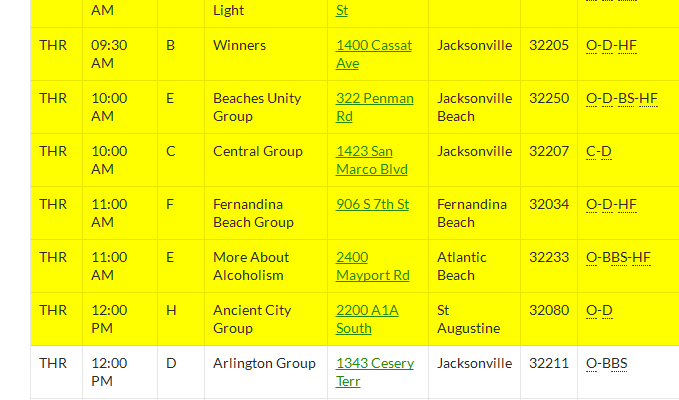 AM Light St
THR 09:30 B Winners 1400 Cassat Jacksonville 32205 O-D-HF
AM Ave
THR 10:00 E Beaches Unity 322 Penman Jacksonville 32250 O-D-BS-HF
AM Group Rd Beach
THR 10:00 C Central Group 1423 San Jacksonville 32207 C-D
AM Marco Blvd
THR 11:00 F Fernandina 906 S 7th St Fernandina 32034 O-D-HF
AM Beach Group Beach
THR 11:00 E More About 2400 Atlantic 32233 O-BBS-HF
AM Alcoholism Mayport Rd Beach
THR 12:00 H Ancient City 2200 A1A St 32080 O-D
PM Group South Augustine
THR 12:00 D Arlington Group 1343 Cesery Jacksonville 32211 O-BBS
PM Terr